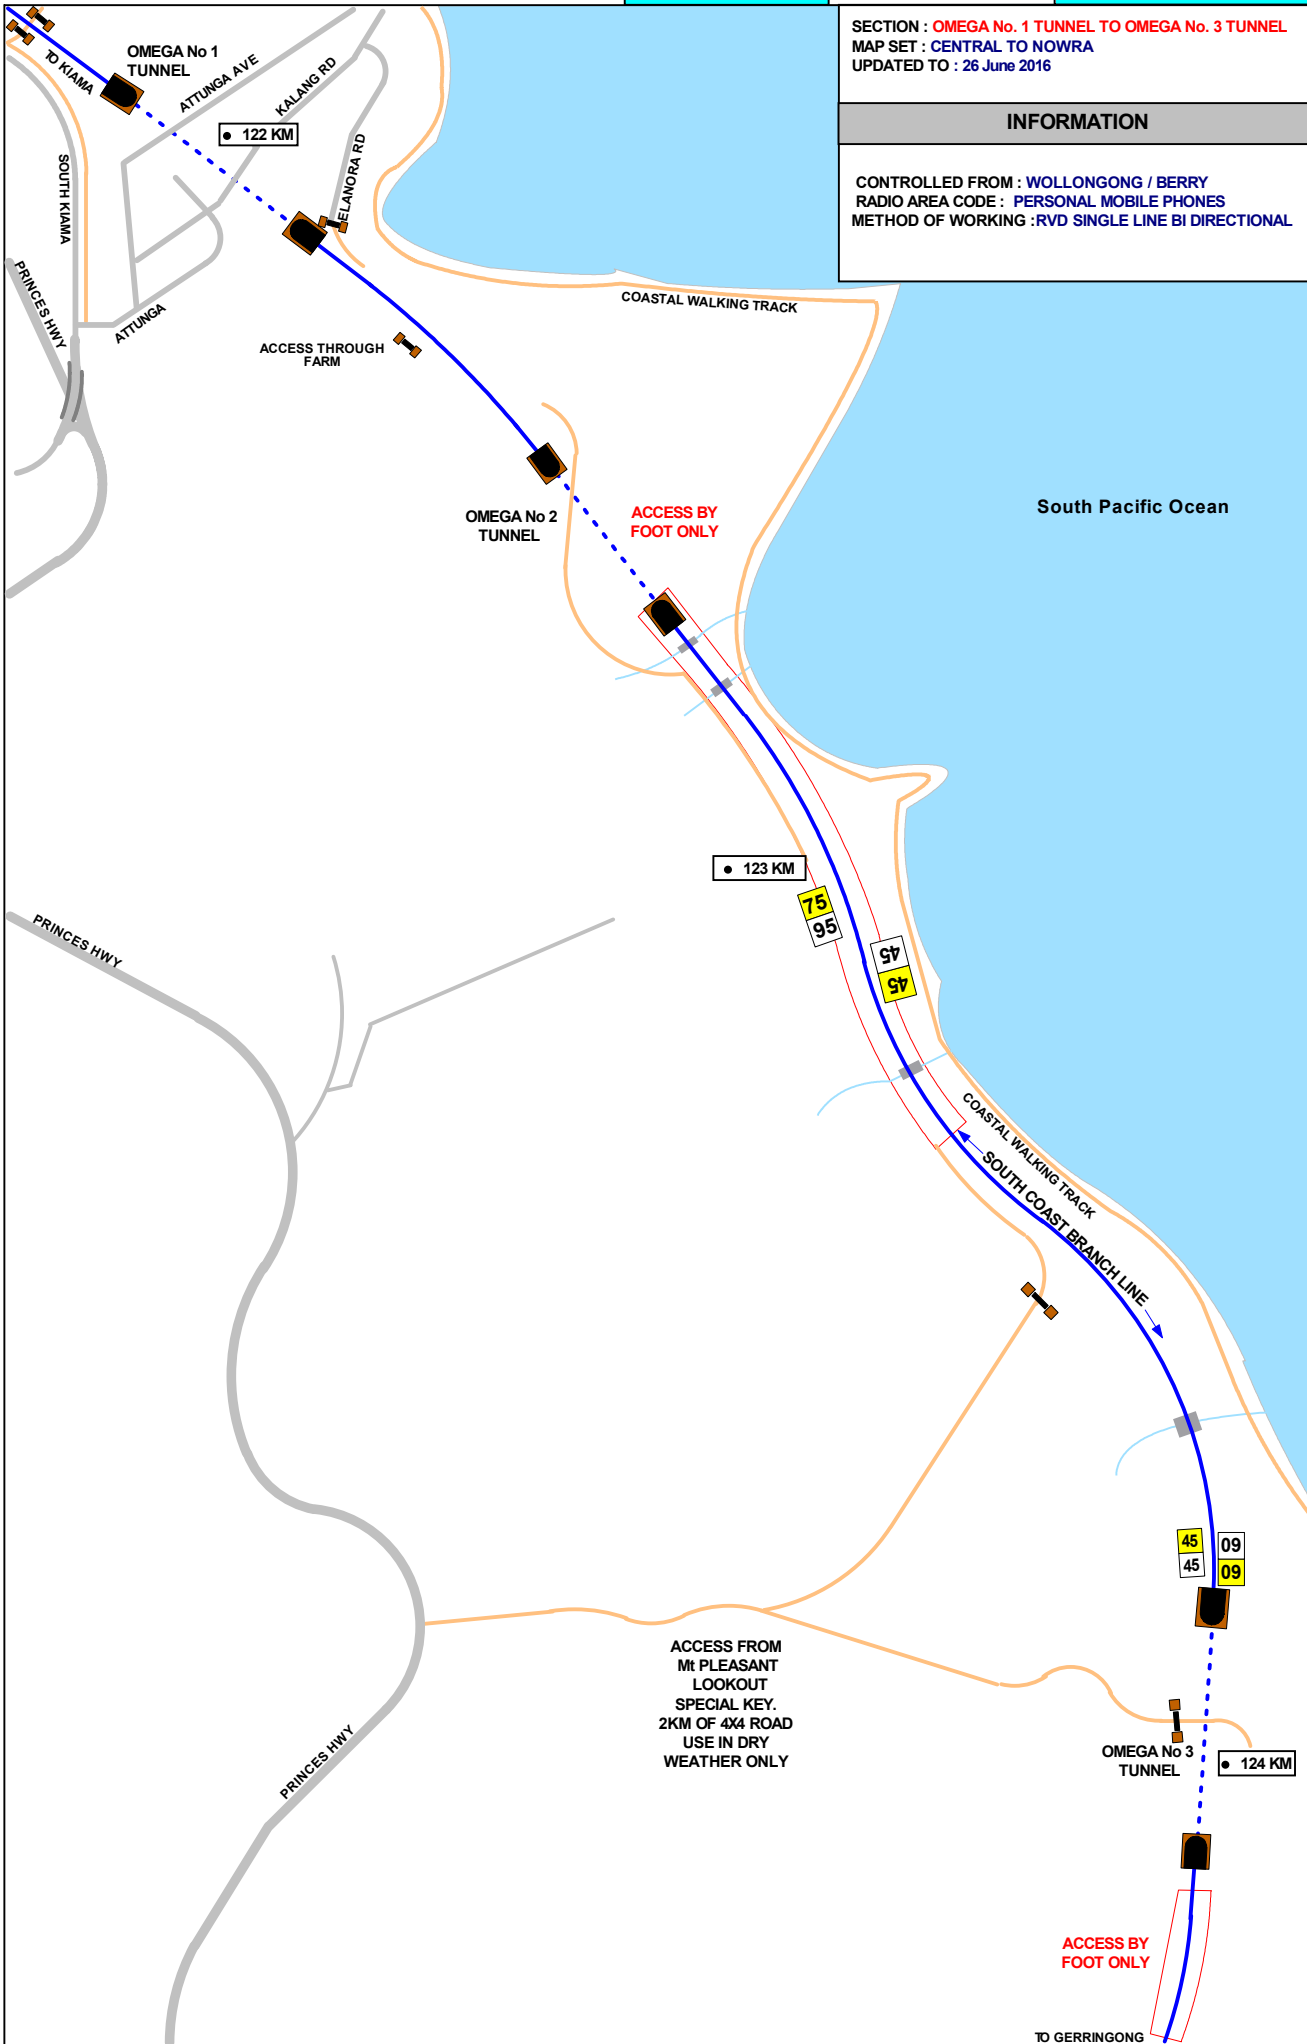 SECTION : OMEGA No. 1 TUNNEL TO OMEGA No. 3 TUNNEL
MAP SET : CENTRAL TO NOWRA
UPDATED TO : 26 June 2016
INFORMATION
CONTROLLED FROM : WOLLONGONG / BERRY
RADIO AREA CODE : PERSONAL MOBILE PHONES
METHOD OF WORKING :RVD SINGLE LINE BI DIRECTIONAL
TO KIAMA
OMEGA No 1
TUNNEL
ATTUNGA AVE
KALANG RD
122 KM
ELANORA RD
SOUTH KIAMA
PRINCES HWY
ATTUNGA
ACCESS THROUGH
FARM
COASTAL WALKING TRACK
OMEGA No 2
TUNNEL
ACCESS BY
FOOT ONLY
South Pacific Ocean
123 KM
75
95
45
45
PRINCES HWY
COASTAL WALKING TRACK
SOUTH COAST BRANCH LINE
45
45
60
60
ACCESS FROM
Mt PLEASANT
LOOKOUT
SPECIAL KEY.
2KM OF 4X4 ROAD
USE IN DRY
WEATHER ONLY
PRINCES HWY
OMEGA No 3
TUNNEL
124 KM
ACCESS BY
FOOT ONLY
TO GERRINGONG